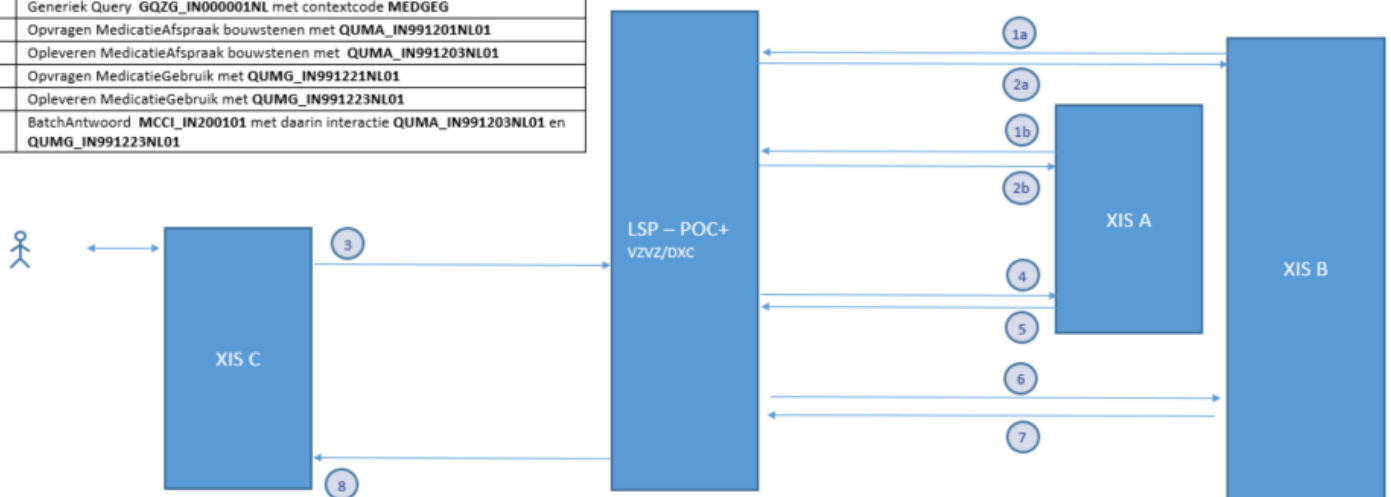 Generiek Query GQZG_IN000001NL met contextcode MEDGEG
Opvragen MedicatieAfspraak bouwstenen met QUMA_IN991201NL01
Opleveren MedicatieAfspraak bouwstenen met QUMA_IN991203NL01
Opvragen MedicatieGebruik met QUMG_IN991221NL01
Opleveren MedicatieGebruik met QUMG_IN991223NL01
BatchAntwoord MCCI_IN200101 met daarin interactie QUMA_IN991203NL01 en
QUMG_IN991223NL01
1a
2a
1b
2b
LSP – POC+
VZVZ/DXC
XIS A
3
XIS B
4
5
XIS C
6
7
8